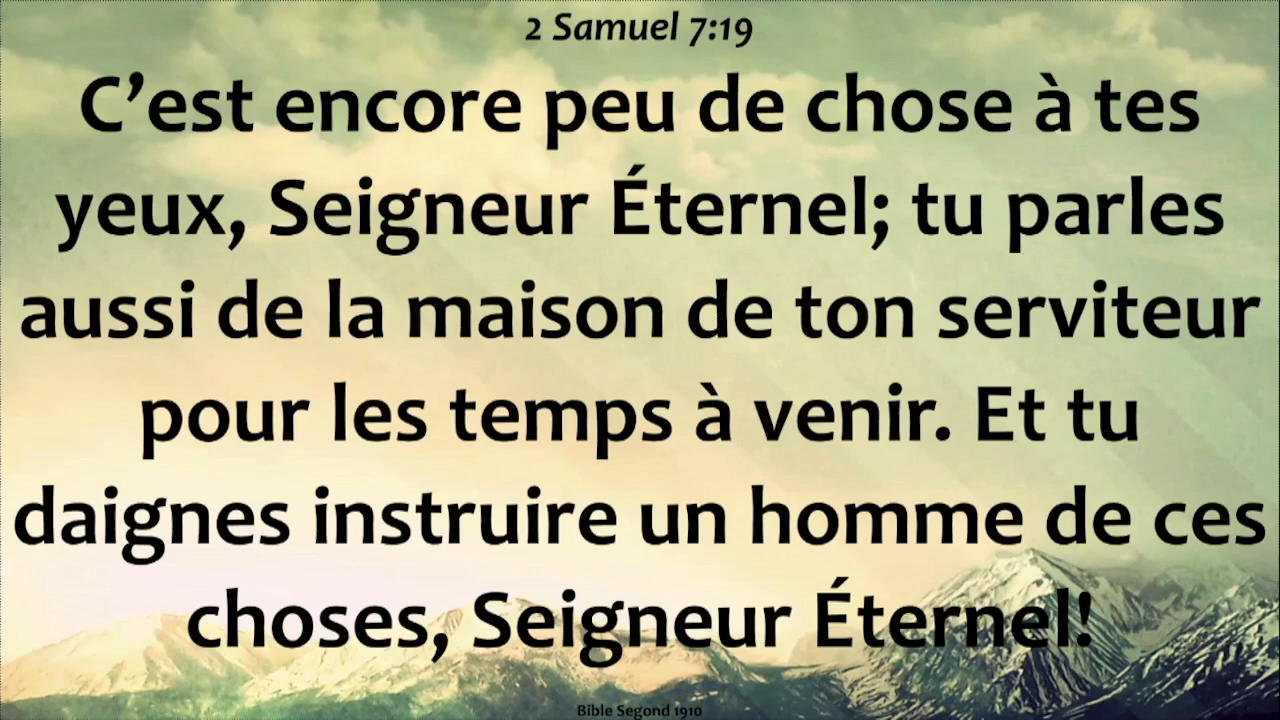 2 Samuel 7:19
C’est encore peu de chose à tes
yeux, Seigneur Éternel; tu parles
aussi de la maison de ton serviteur
pour les temps à venir. Et tu
daignes instruire un homme de ces
choses, Seigneur Éternel!
Bible Segond 1910